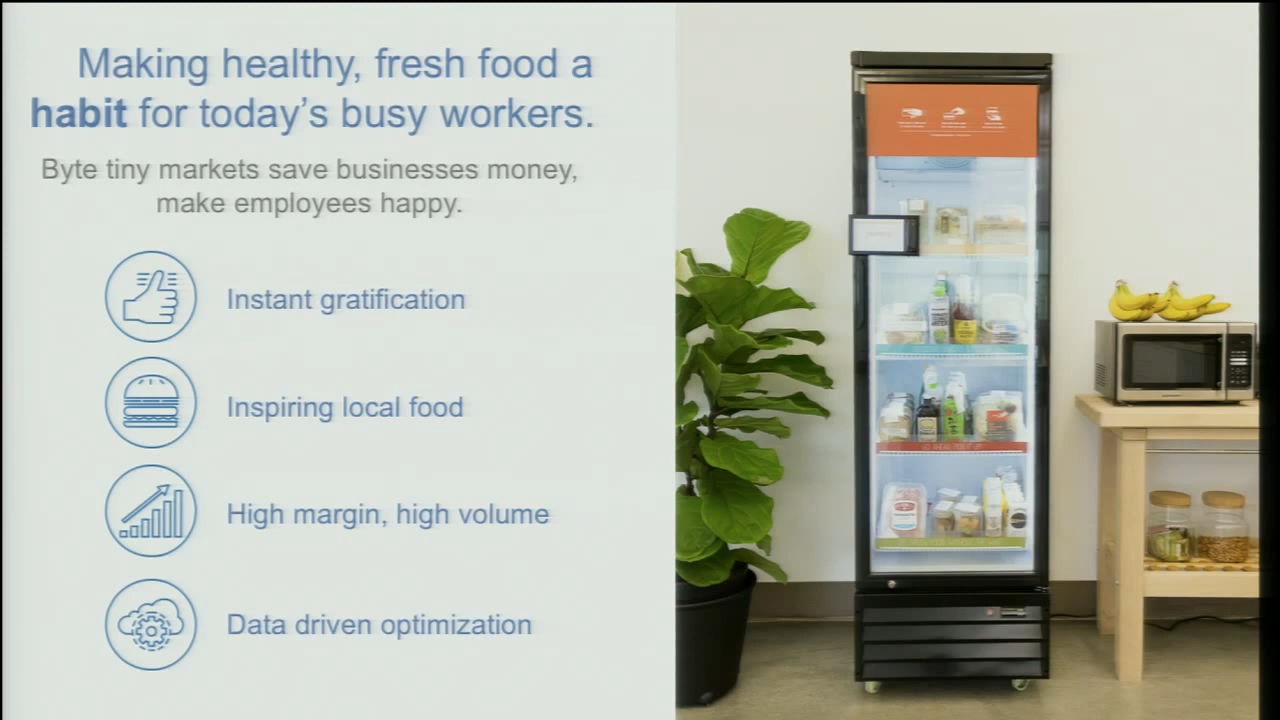 Making healthy, fresh food a
habit for today's busy workers.
Byte tiny markets save businesses money,
make employees happy.
Instant gratification
Inspiring local food
High margin, high volume
Data driven optimization